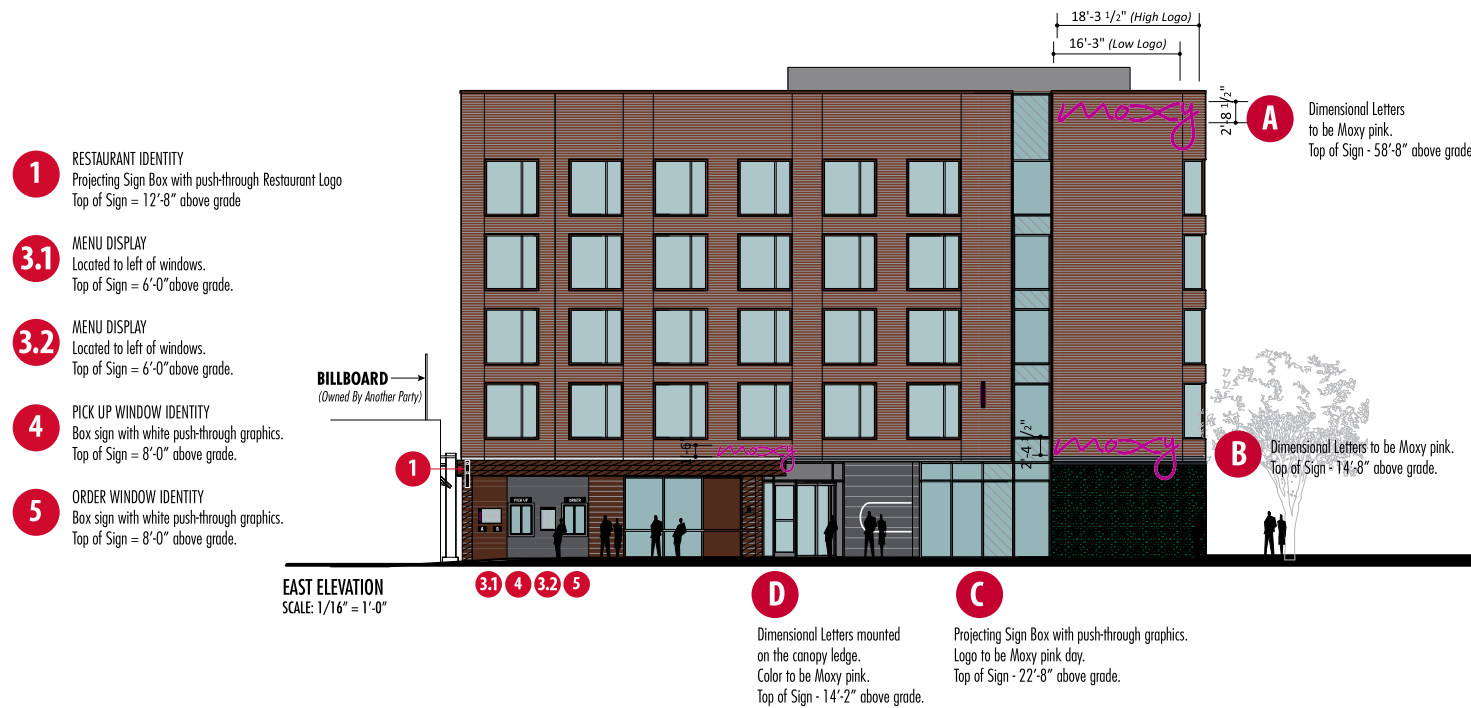 18'-3 1/2" (High Logo)
16'-3" (Low Logo)
moxy
2'-8 1/2"
A
Dimensional Letters
to be Moxy pink.
Top of Sign - 58'-8" above grade
1
RESTAURANT IDENTITY
Projecting Sign Box with push-through Restaurant Logo
Top of Sign = 12'-8" above grade
3.1
MENU DISPLAY
Located to left of windows.
Top of Sign = 6'-0"above grade.
3.2
MENU DISPLAY
Located to left of windows.
Top of Sign = 6'-0"above grade.
BILLBOARD
(Owned By Another Party)
4
PICK UP WINDOW IDENTITY
Box sign with white push-through graphics.
Top of Sign = 8'-0" above grade.
5
ORDER WINDOW IDENTITY
Box sign with white push-through graphics.
Top of Sign = 8'-0" above grade.
1
moxy
2'-4 1/2"
moxy
B
Dimensional Letters to be Moxy pink.
Top of Sign - 14'-8" above grade.
PICK UP
ORDER
EAST ELEVATION
SCALE: 1/16" = 1'-0"
3.1
4
3.2
5
D
Dimensional Letters mounted
on the canopy ledge.
Color to be Moxy pink.
Top of Sign - 14'-2" above grade.
C
Projecting Sign Box with push-through graphics.
Logo to be Moxy pink day.
Top of Sign - 22'-8" above grade.